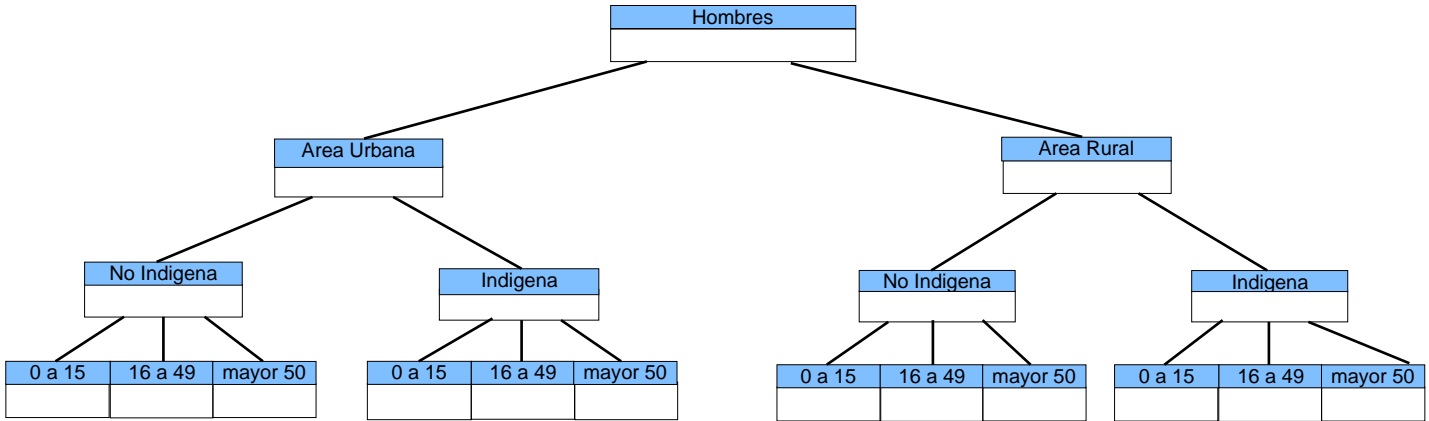 Hombres
Area Urbana
Area Rural
No Indigena
Indigena
No Indigena
Indigena
0 a 15 16 a 49 mayor 50
0 a 15 16 a 49 mayor 50
0 a 15 16 a 49 mayor 50
0 a 15 16 a 49 mayor 50